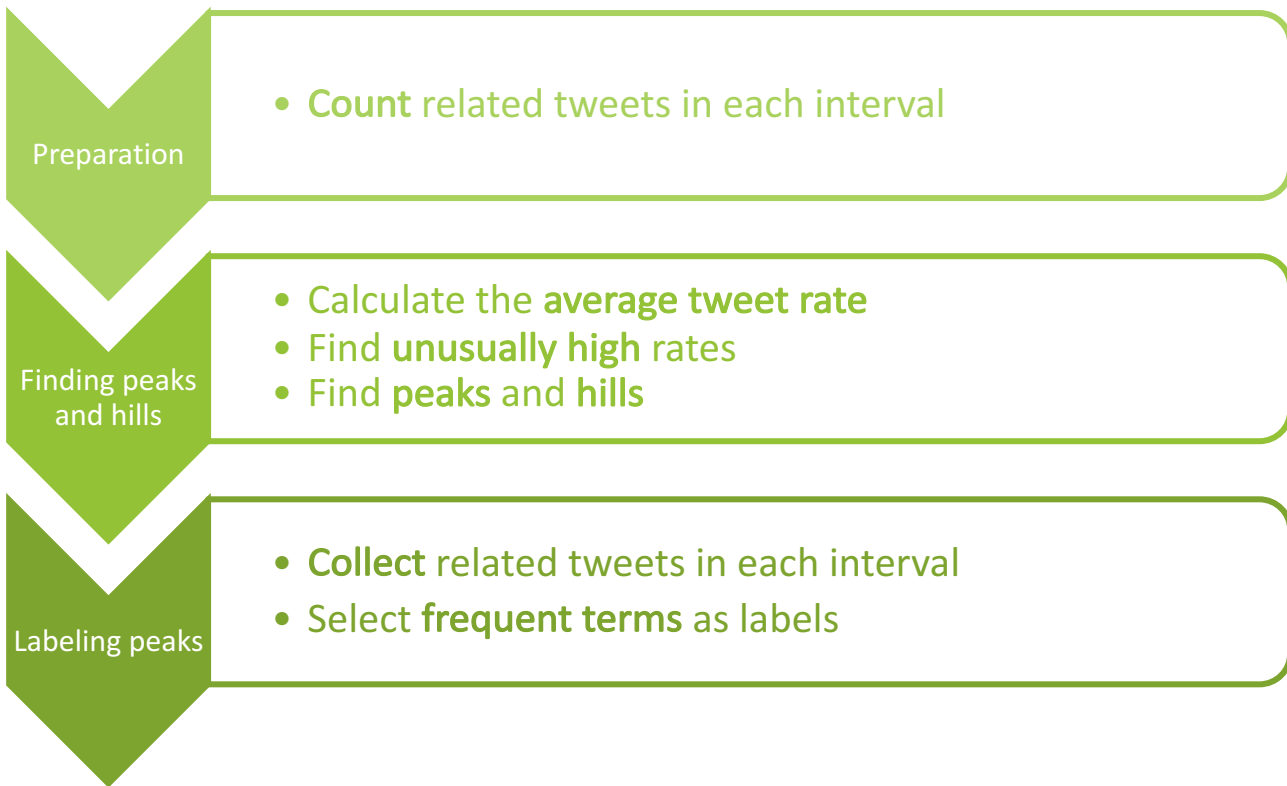 Preparation
• Count related tweets in each interval
Finding peaks
and hills
• Calculate the average tweet rate
• Find unusually high rates
• Find peaks and hills
Labeling peaks
• Collect related tweets in each interval
• Select frequent terms as labels